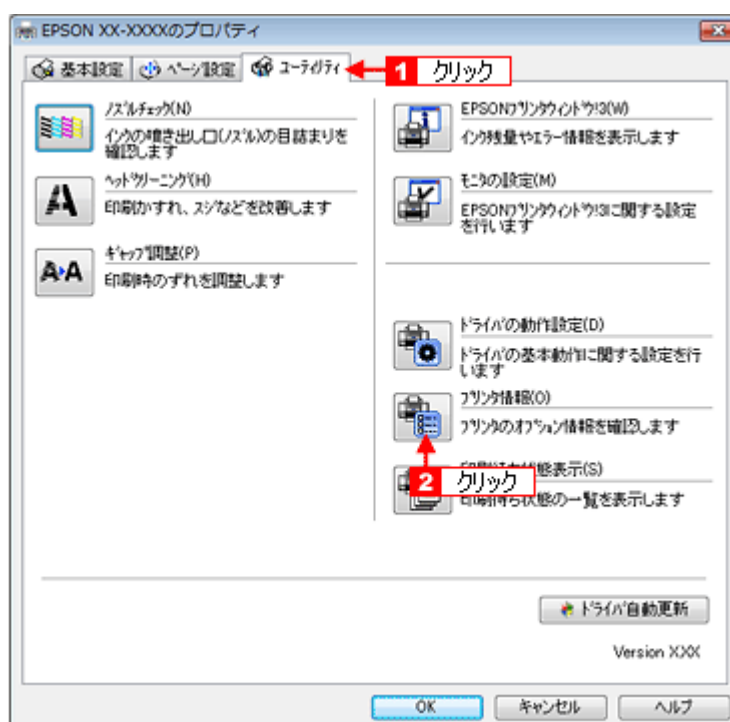 EPSON XX-XXXXのプロパティ
基本設定
ページ設定
ユーティリティ
1 クリック
ノズルチェック(N)
インクの噴き出し口(ノズル)の目詰まりを
確認します
ヘッドクリーニング(H)
印刷かすれ、スジなどを改善します
ギャップ調整(P)
印刷時のずれを調整します
EPSONプリンタウィンドウ!3(W)
インク残量やエラー情報を表示します
モニタの設定(M)
EPSONプリンタウィンドウ!3に関する設定
を行います
ドライバの動作設定(D)
ドライバの基本動作に関する設定を行
います
プリンタ情報(O)
プリンタのオプション情報を確認します
2 クリック
状態表示(S)
印刷待ち状態の一覧を表示します
ドライバ自動更新
Version X.XX
OK
キャンセル
ヘルプ